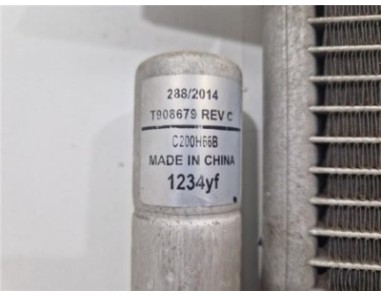 288/2014
T908679 REV C
C200H66B
MADE IN CHINA
1234yf